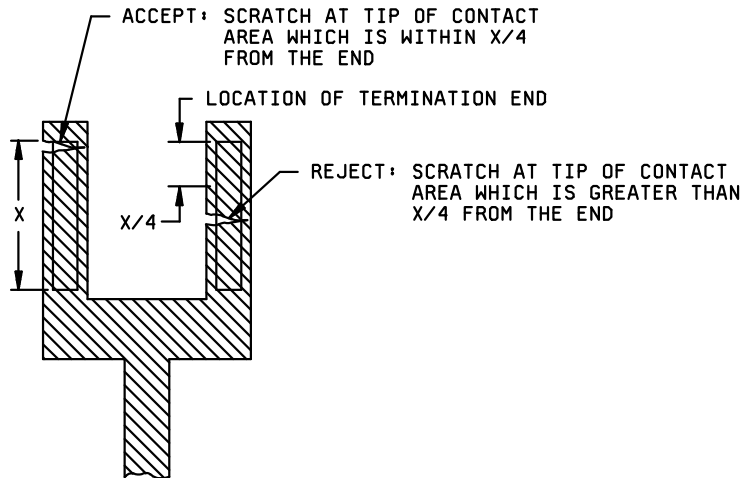 ACCEPT: SCRATCH AT TIP OF CONTACT
AREA WHICH IS WITHIN X/4
FROM THE END
LOCATION OF TERMINATION END
REJECT: SCRATCH AT TIP OF CONTACT
AREA WHICH IS GREATER THAN
X/4 FROM THE END
X
X/4